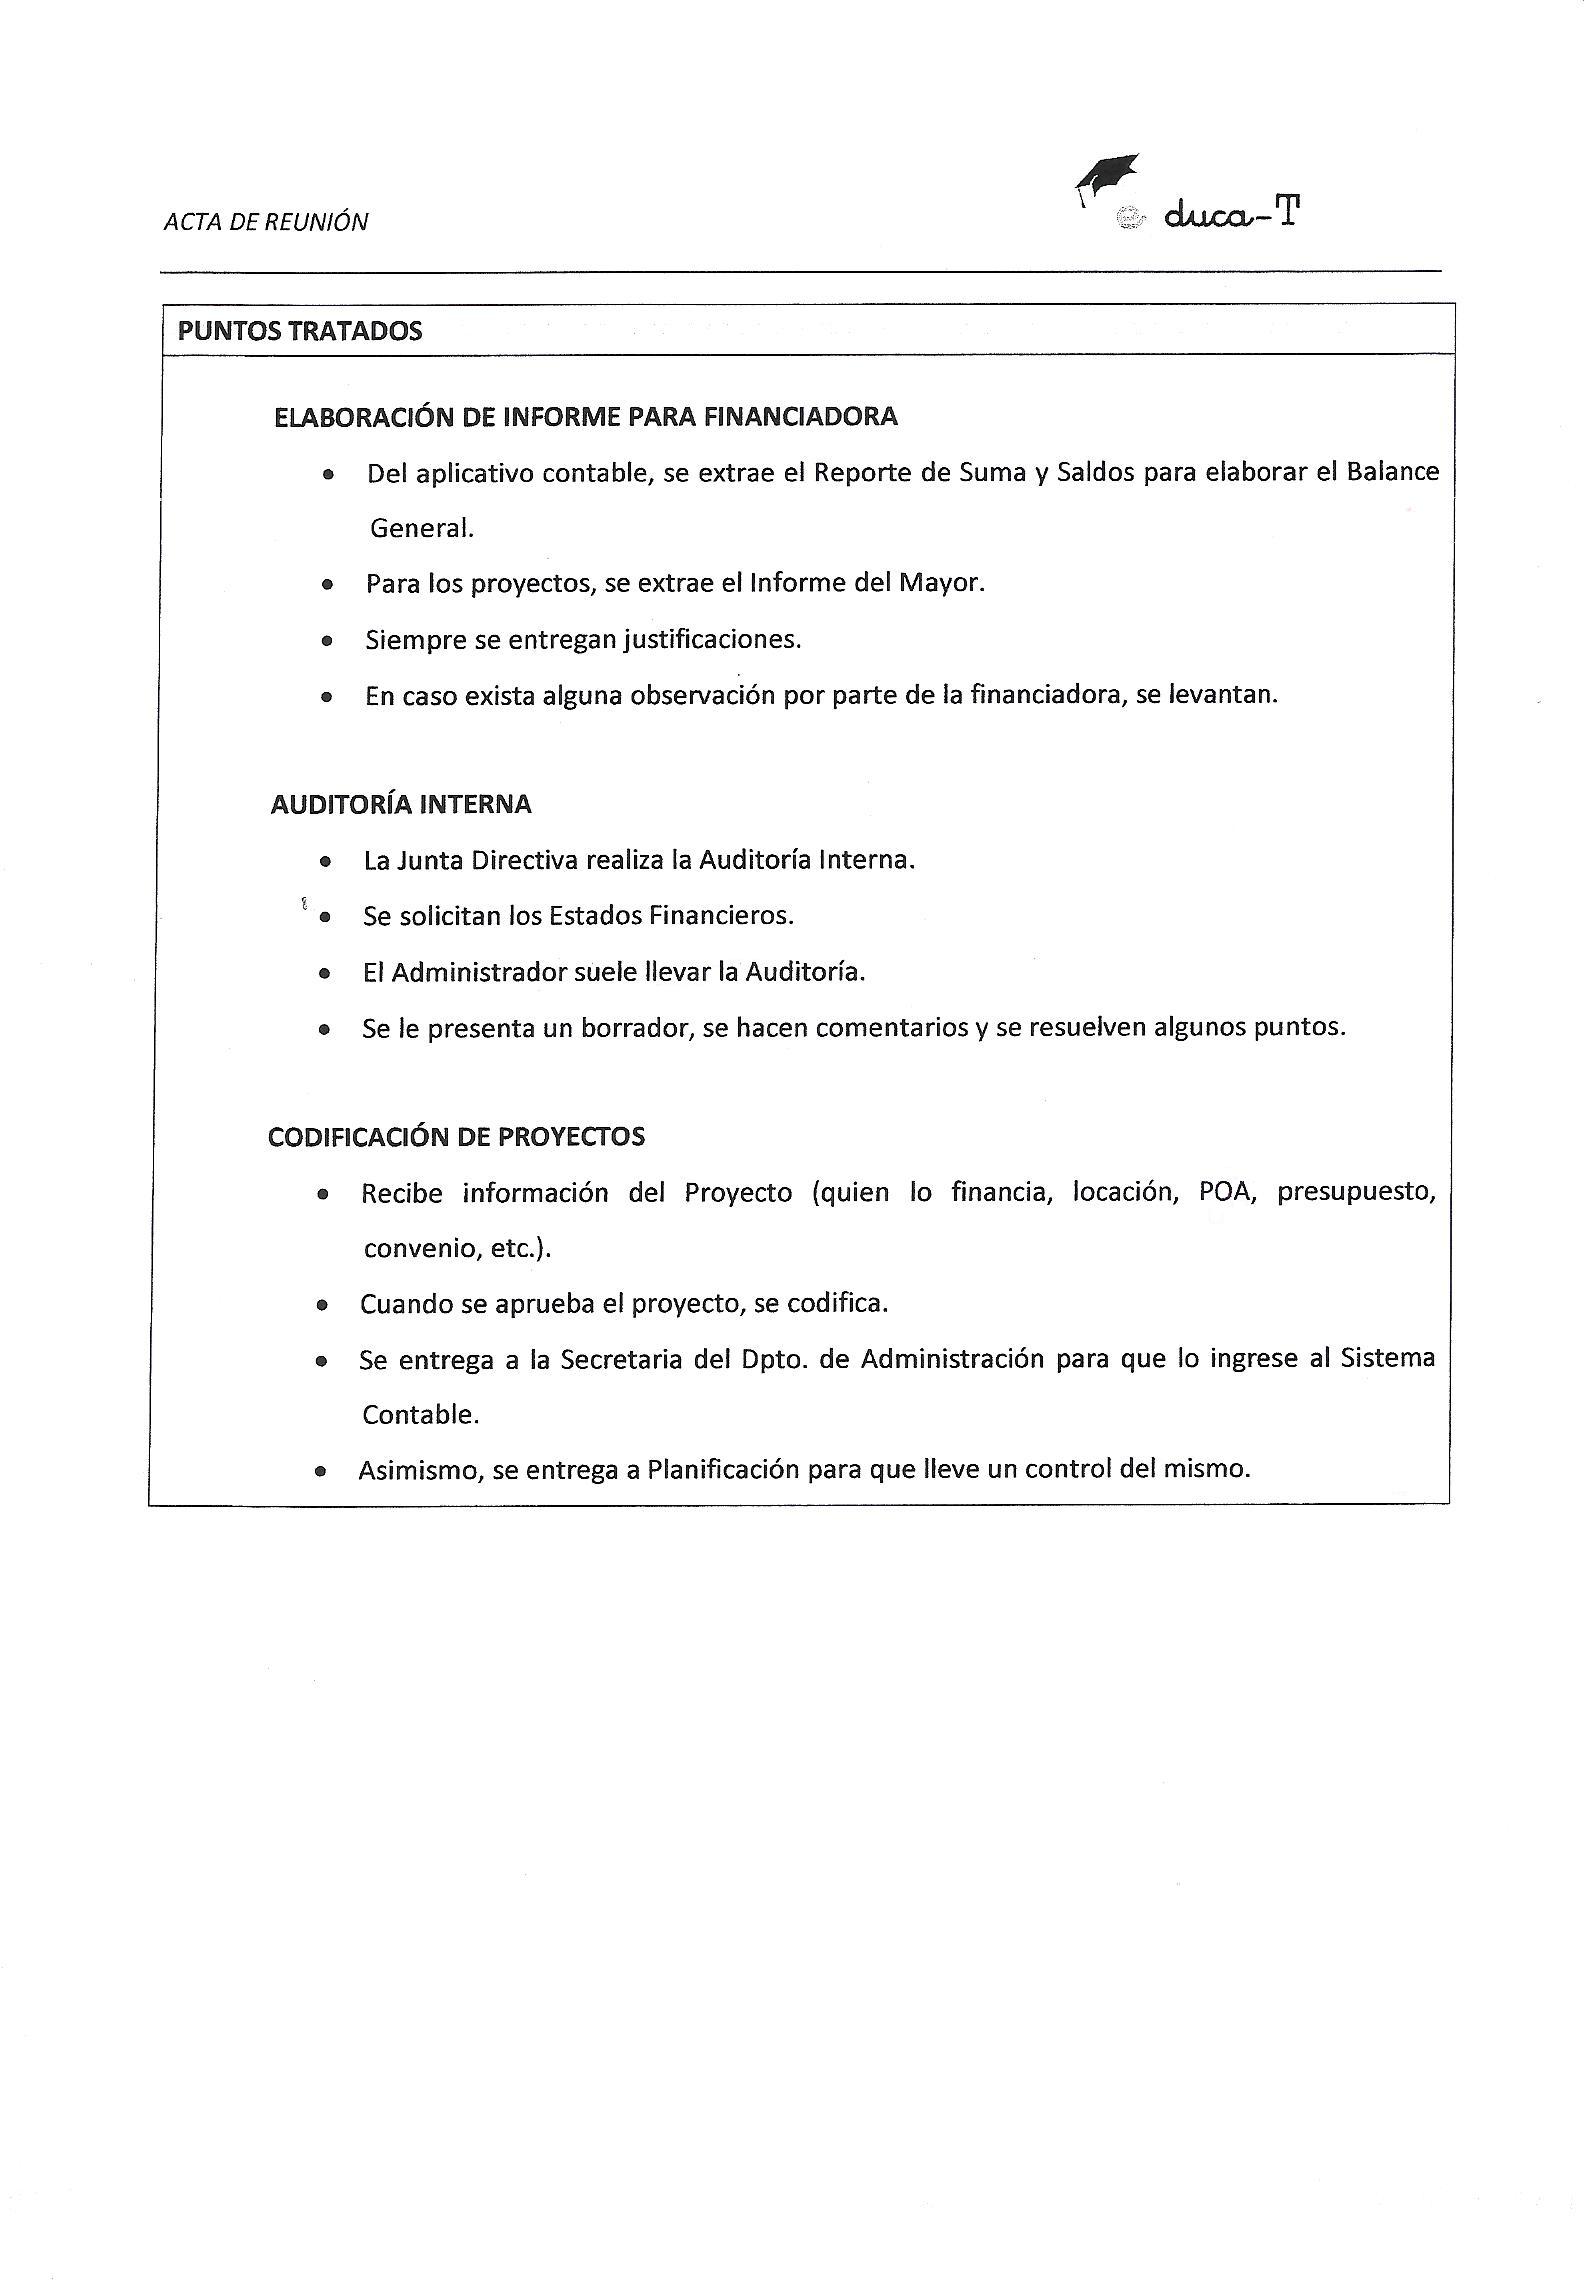 ACTA DE REUNIÓN
duca-T
PUNTOS TRATADOS
ELABORACIÓN DE INFORME PARA FINANCIADORA
• Del aplicativo contable, se extrae el Reporte de Suma y Saldos para elaborar el Balance
General.
• Para los proyectos, se extrae el Informe del Mayor.
• Siempre se entregan justificaciones.
• En caso exista alguna observación por parte de la financiadora, se levantan.
AUDITORÍA INTERNA
• La Junta Directiva realiza la Auditoría Interna.
• Se solicitan los Estados Financieros.
• El Administrador suele llevar la Auditoría.
• Se le presenta un borrador, se hacen comentarios y se resuelven algunos puntos.
CODIFICACIÓN DE PROYECTOS
• Recibe información del Proyecto (quien lo financia, locación, POA, presupuesto,
convenio, etc.).
• Cuando se aprueba el proyecto, se codifica.
• Se entrega a la Secretaria del Dpto. de Administración para que lo ingrese al Sistema
Contable.
• Asimismo, se entrega a Planificación para que lleve un control del mismo.